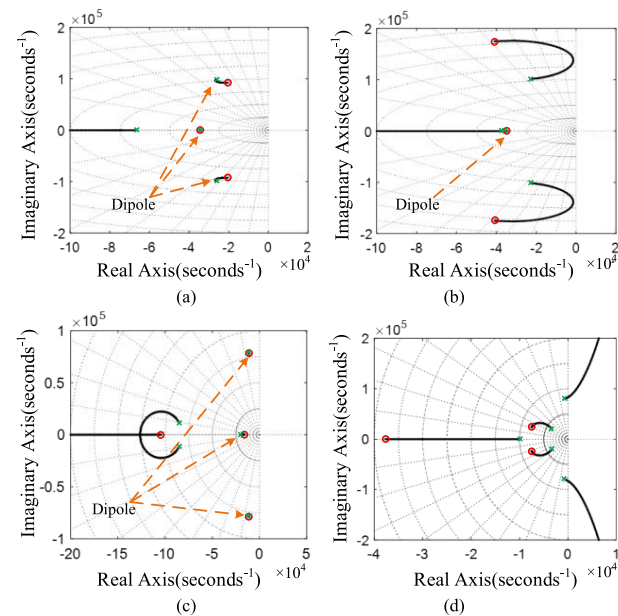 2 ×10⁵
1
0
-1
-2
Imaginary Axis(seconds⁻¹)
Dipole
-10 -8 -6 -4 -2 0 2
×10⁴
Real Axis(seconds⁻¹)
(a)
2 ×10⁵
1
0
-1
-2
Imaginary Axis(seconds⁻¹)
Dipole
-10 -8 -6 -4 -2 0 2
×10⁴
Real Axis(seconds⁻¹)
(b)
1 ×10⁵
0.5
0
-0.5
-1
Imaginary Axis(seconds⁻¹)
Dipole
-20 -15 -10 -5 0 5
×10⁴
Real Axis(seconds⁻¹)
(c)
2 ×10⁵
1
0
-1
-2
Imaginary Axis(seconds⁻¹)
-4 -3 -2 -1 0 1
×10⁴
Real Axis(seconds⁻¹)
(d)